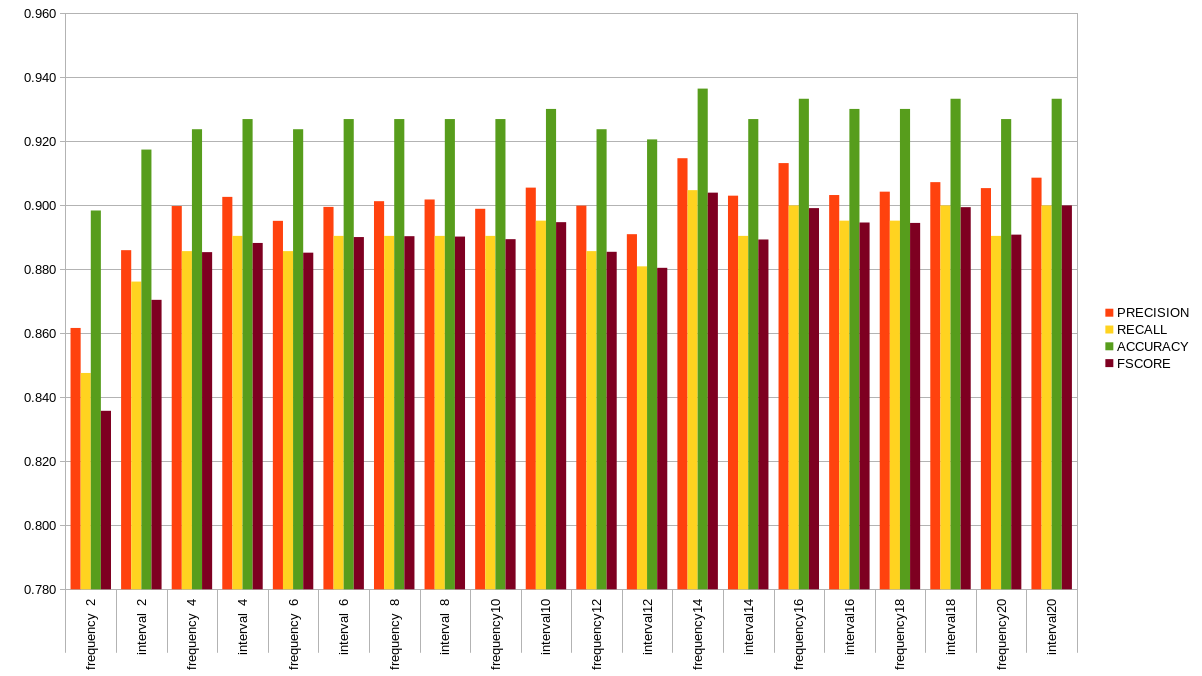 0.960
0.940
0.920
0.900
0.880
0.860
0.840
0.820
0.800
0.780
frequency 2
interval 2
frequency 4
interval 4
frequency 6
interval 6
frequency 8
interval 8
frequency10
interval10
frequency12
interval12
frequency14
interval14
frequency16
interval16
frequency18
interval18
frequency20
interval20
PRECISION
RECALL
ACCURACY
FSCORE